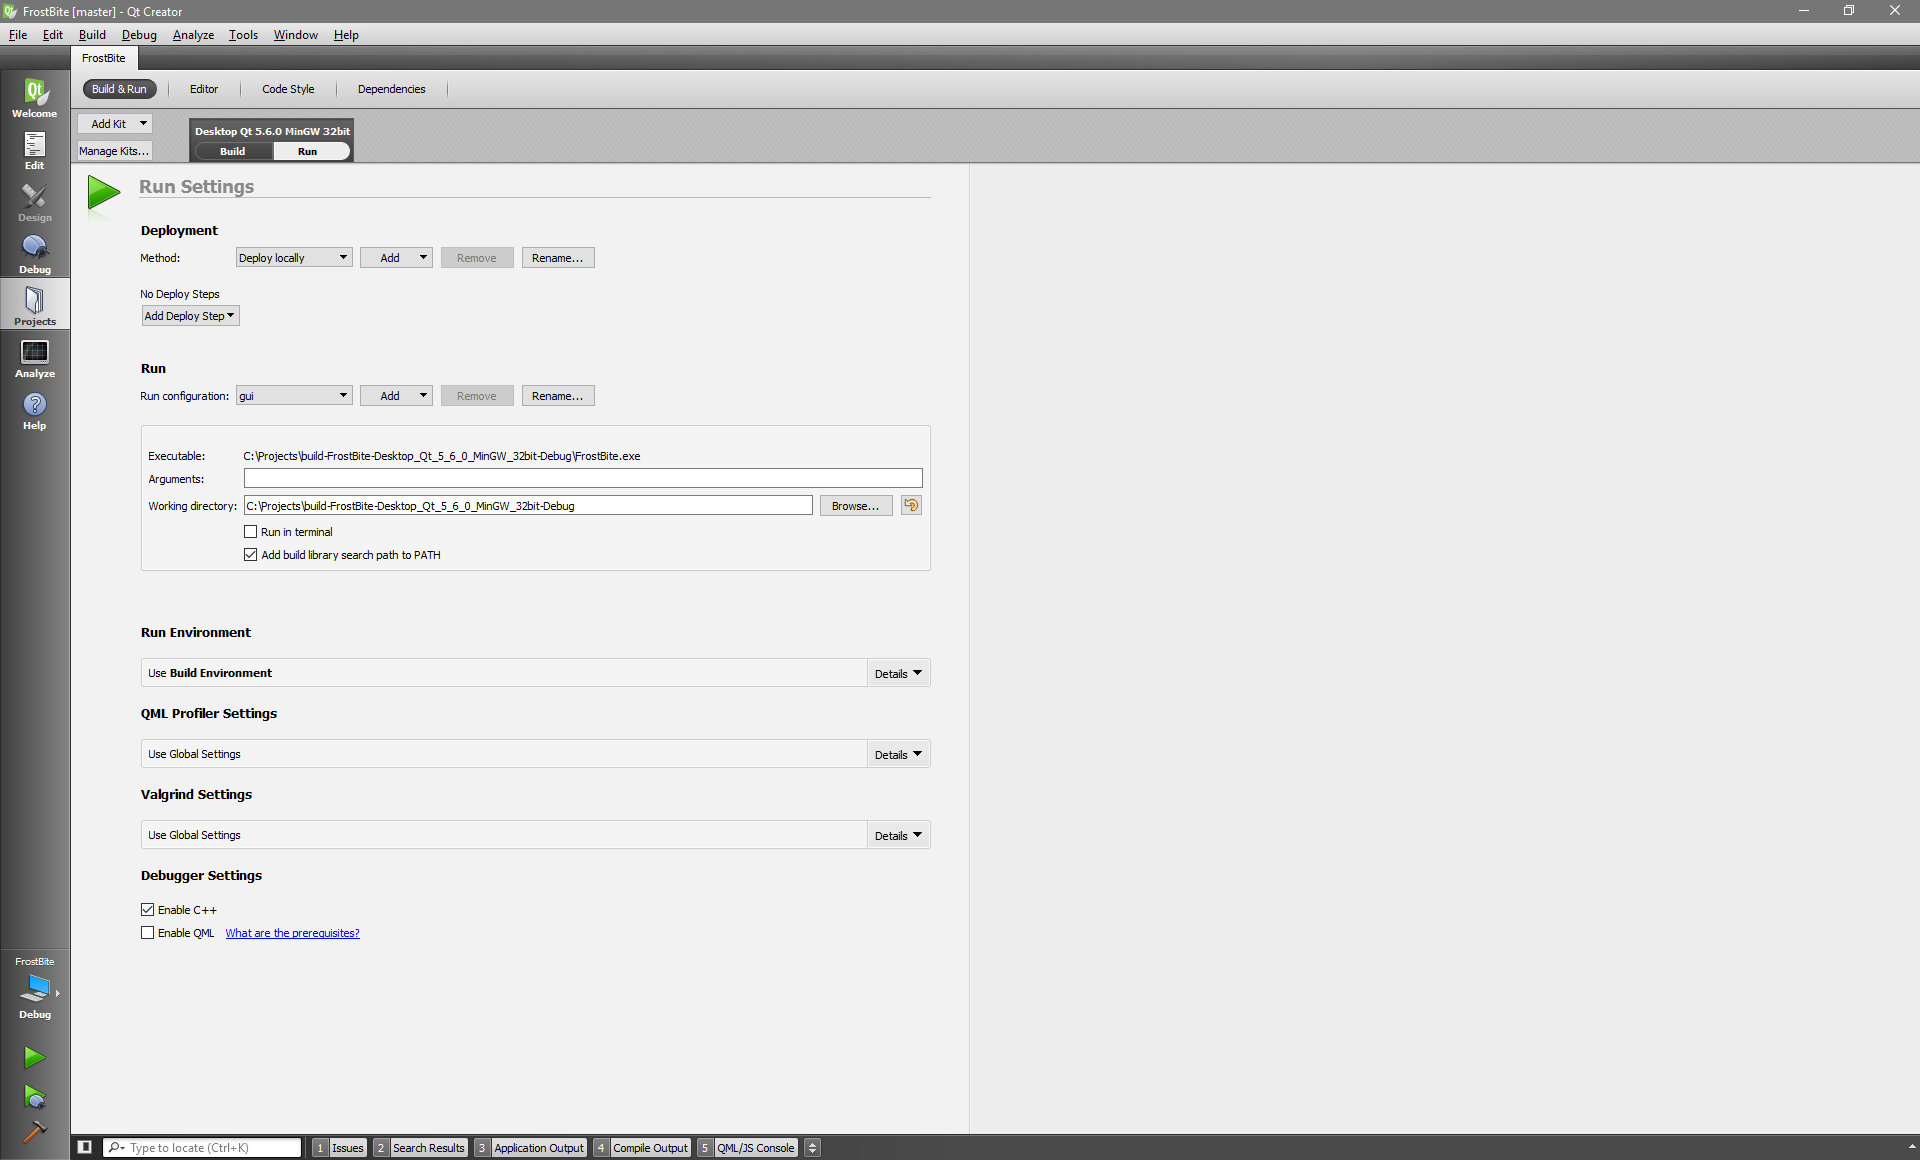 FrostBite [master] - Qt Creator
File Edit Build Debug Analyze Tools Window Help
FrostBite
Build & Run Editor Code Style Dependencies
Add Kit
Manage Kits...
Desktop Qt 5.6.0 MinGW 32bit
Build Run
Welcome
Edit
Design
Debug
Projects
Analyze
Help
Run Settings
Deployment
Method: Deploy locally Add Remove Rename...
No Deploy Steps
Add Deploy Step
Run
Run configuration: gui Add Remove Rename...
Executable: C:\Projects\build-FrostBite-Desktop_Qt_5_6_0_MinGW_32bit-Debug\FrostBite.exe
Arguments:
Working directory: C:\Projects\build-FrostBite-Desktop_Qt_5_6_0_MinGW_32bit-Debug Browse...
Run in terminal
Add build library search path to PATH
Run Environment
Use Build Environment Details
QML Profiler Settings
Use Global Settings Details
Valgrind Settings
Use Global Settings Details
Debugger Settings
Enable C++
Enable QML What are the prerequisites?
FrostBite
Debug
Type to locate (Ctrl+K) 1 Issues 2 Search Results 3 Application Output 4 Compile Output 5 QML/JS Console